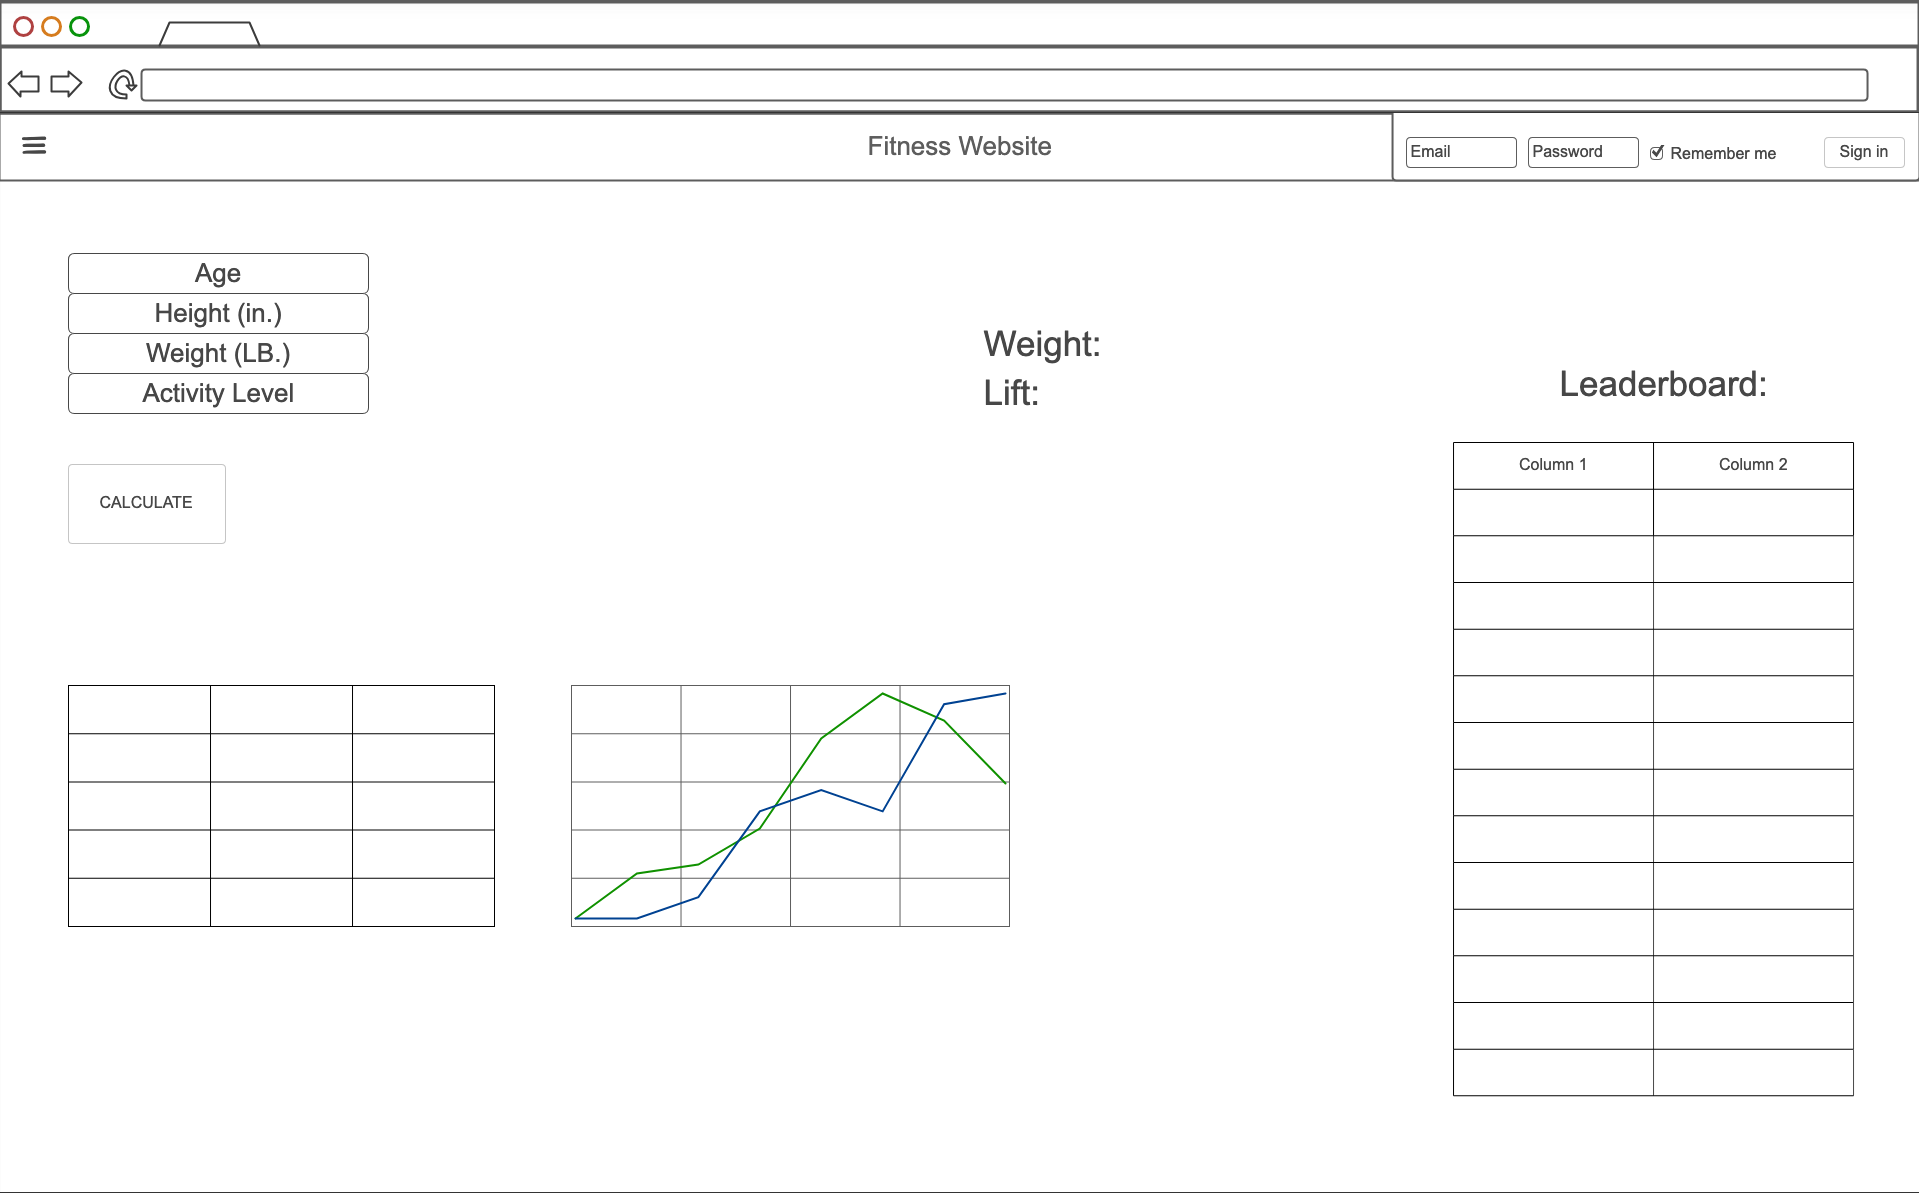 Fitness Website
Email
Password
Remember me
Sign in
Age
Height (in.)
Weight (LB.)
Activity Level
CALCULATE
Weight:
Lift:
Leaderboard:
Column 1
Column 2